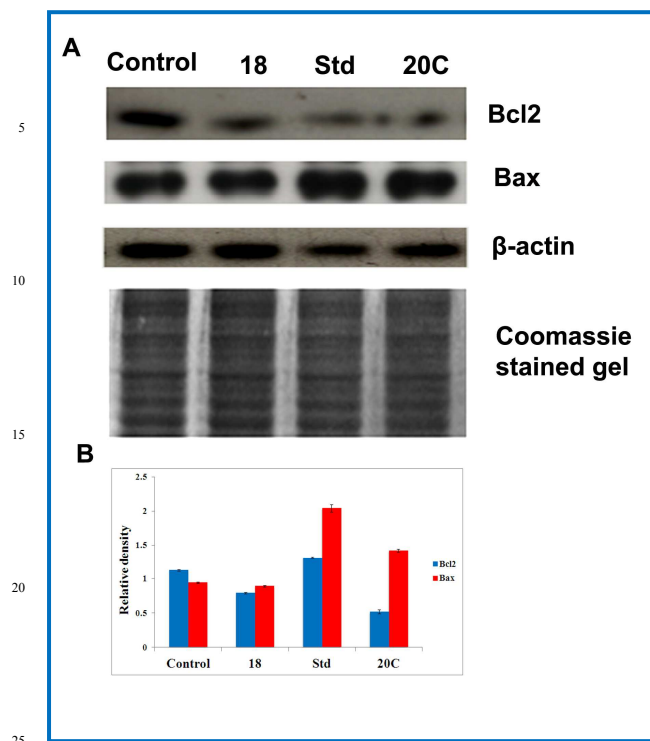 A
Control 18 Std 20C
5
Bcl2
Bax
β-actin
10
Coomassie
stained gel
15
B
2.5
2
1.5
1
0.5
0
Relative density
Bcl2
Bax
20
Control 18 Std 20C
25